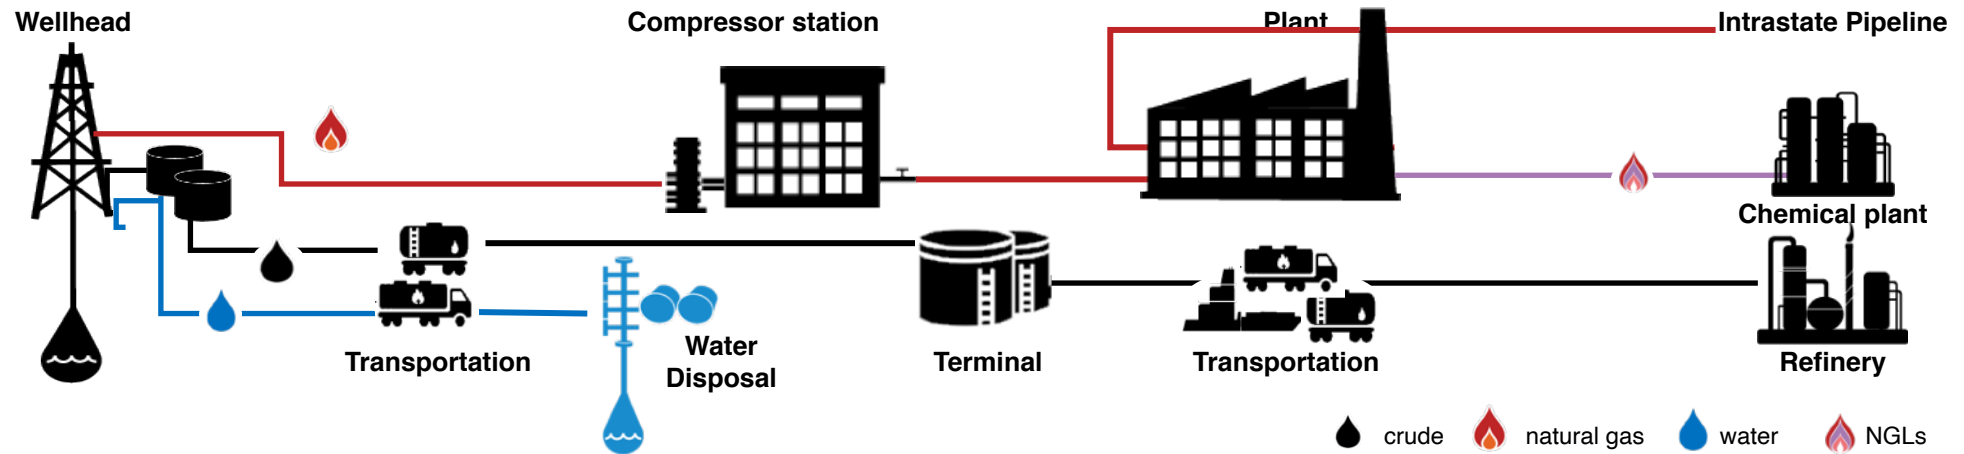 Wellhead
Compressor station
Plant
Intrastate Pipeline
Chemical plant
Transportation
Water
Disposal
Terminal
Transportation
Refinery
crude
natural gas
water
NGLs